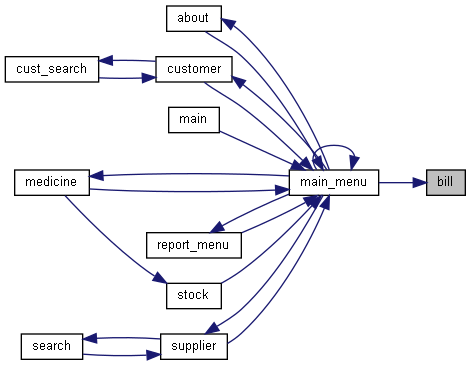 about
cust_search
customer
main
medicine
main_menu
bill
report_menu
stock
search
supplier